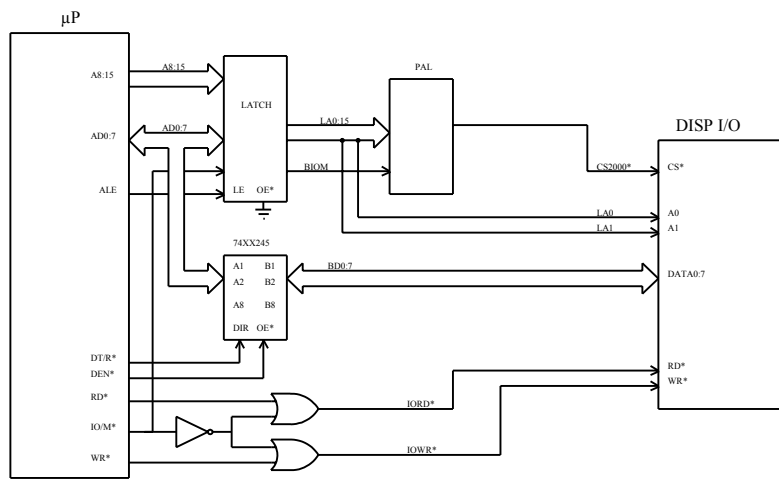 µP
A8:15
A8:15
PAL
LATCH
LA0:15
DISP I/O
AD0:7
AD0:7
BIOM
CS2000*
CS*
ALE
LE
OE*
LA0
A0
LA1
A1
74XX245
A1
B1
BD0:7
DATA0:7
A2
B2
A8
B8
DIR
OE*
DT/R*
DEN*
RD*
RD*
WR*
IORD*
IO/M*
IOWR*
WR*